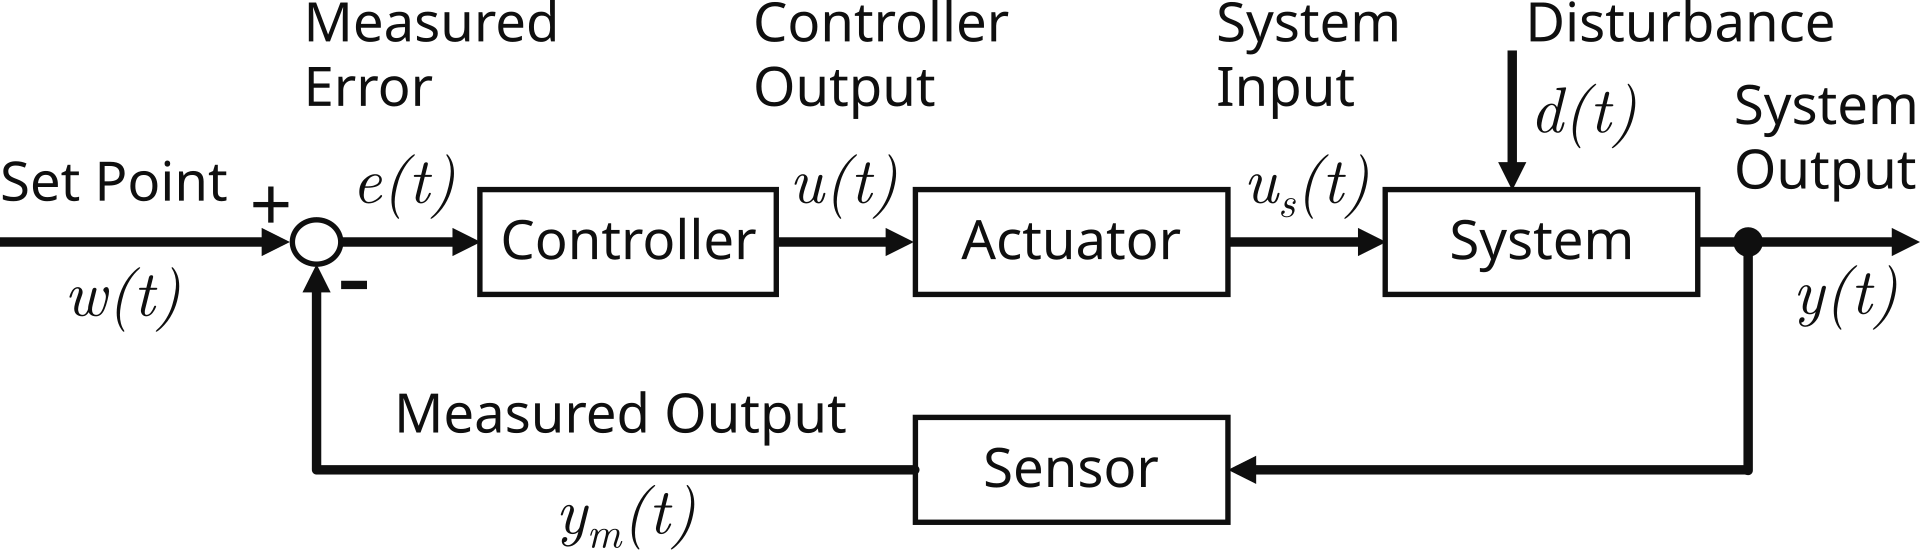 Measured
Error
Controller
Output
System
Input
Disturbance
d(t)
System
Output
Set Point
+
e(t)
u(t)
u_s(t)
Controller
Actuator
System
w(t)
-
y(t)
Measured Output
Sensor
y_m(t)